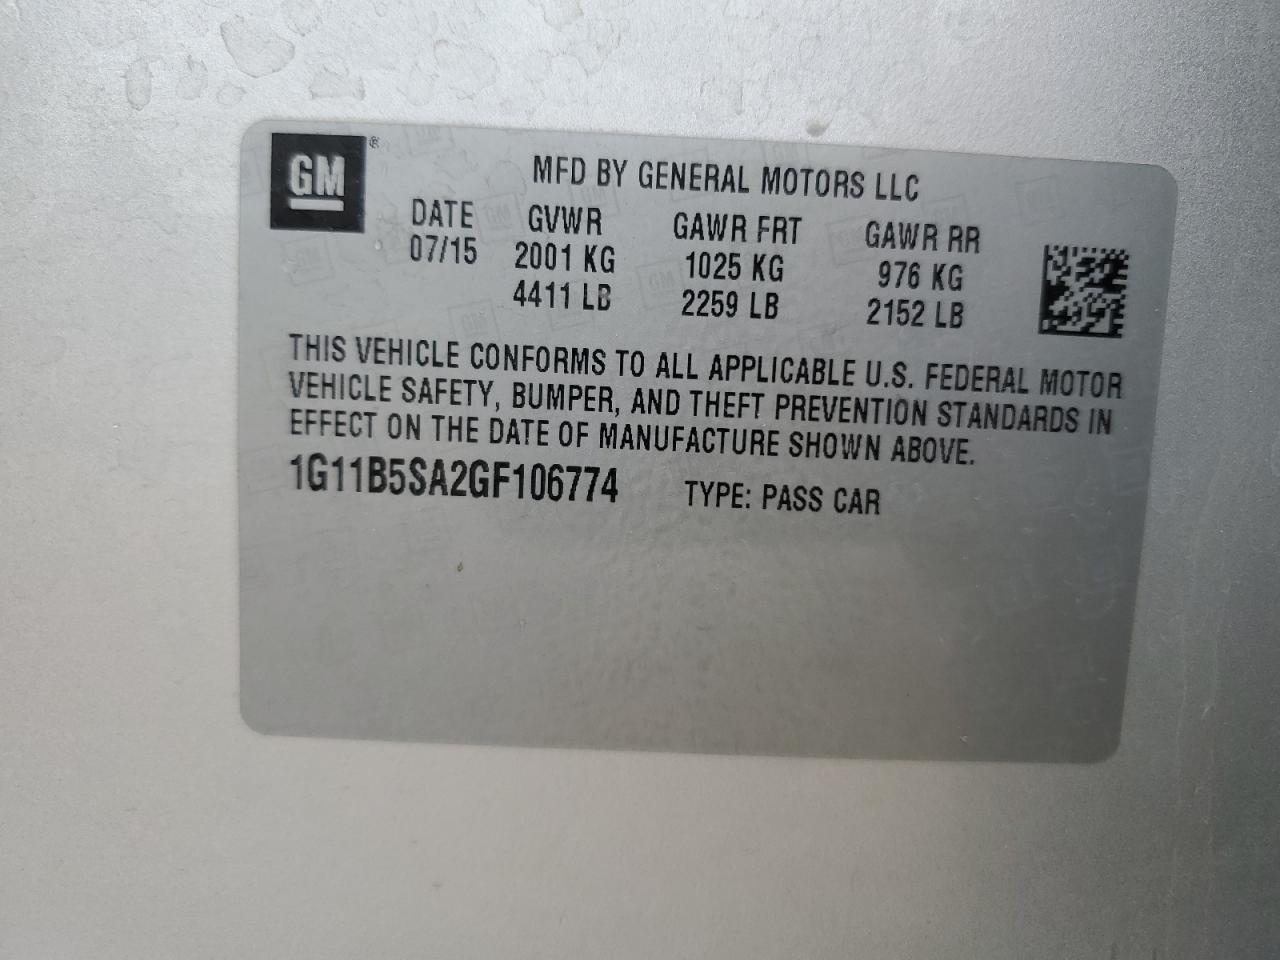 GM ®
MFD BY GENERAL MOTORS LLC
DATE GVWR GAWR FRT GAWR RR
07/15 2001 KG 1025 KG 976 KG
4411 LB 2259 LB 2152 LB
THIS VEHICLE CONFORMS TO ALL APPLICABLE U.S. FEDERAL MOTOR
VEHICLE SAFETY, BUMPER, AND THEFT PREVENTION STANDARDS IN
EFFECT ON THE DATE OF MANUFACTURE SHOWN ABOVE.
1G11B5SA2GF106774 TYPE: PASS CAR